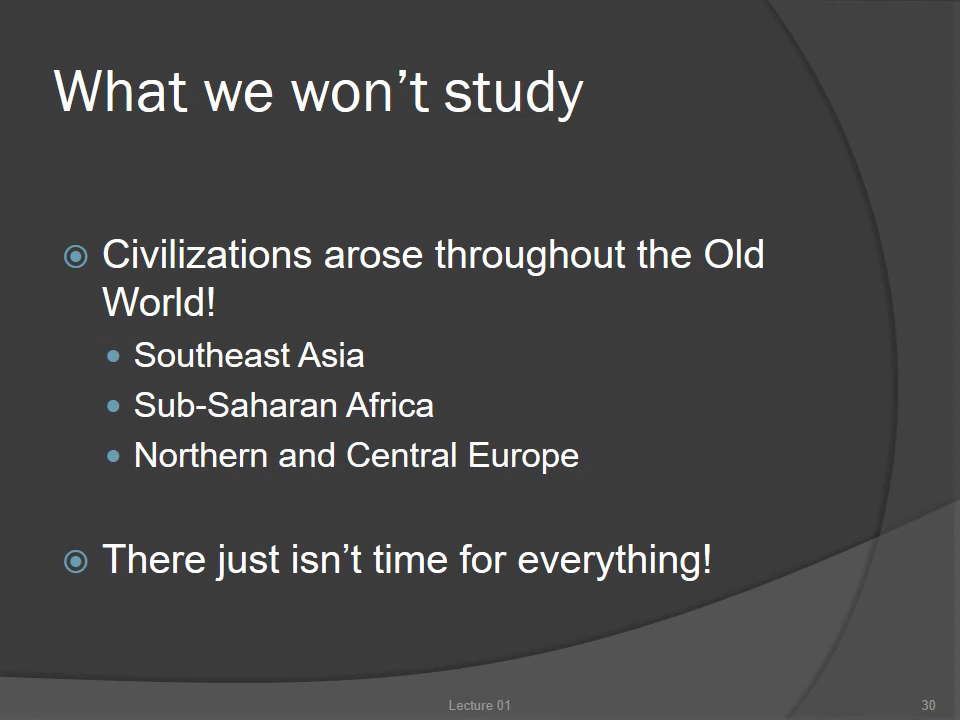 What we won’t study
Civilizations arose throughout the Old
World!
Southeast Asia
Sub-Saharan Africa
Northern and Central Europe
There just isn’t time for everything!
Lecture 01
30